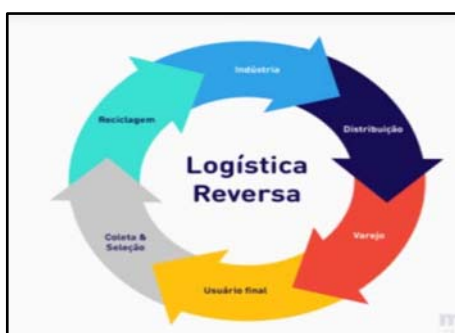 Indústria
Distribuição
Varejo
Usuário final
Coleta &
Seleção
Reciclagem
Logística
Reversa